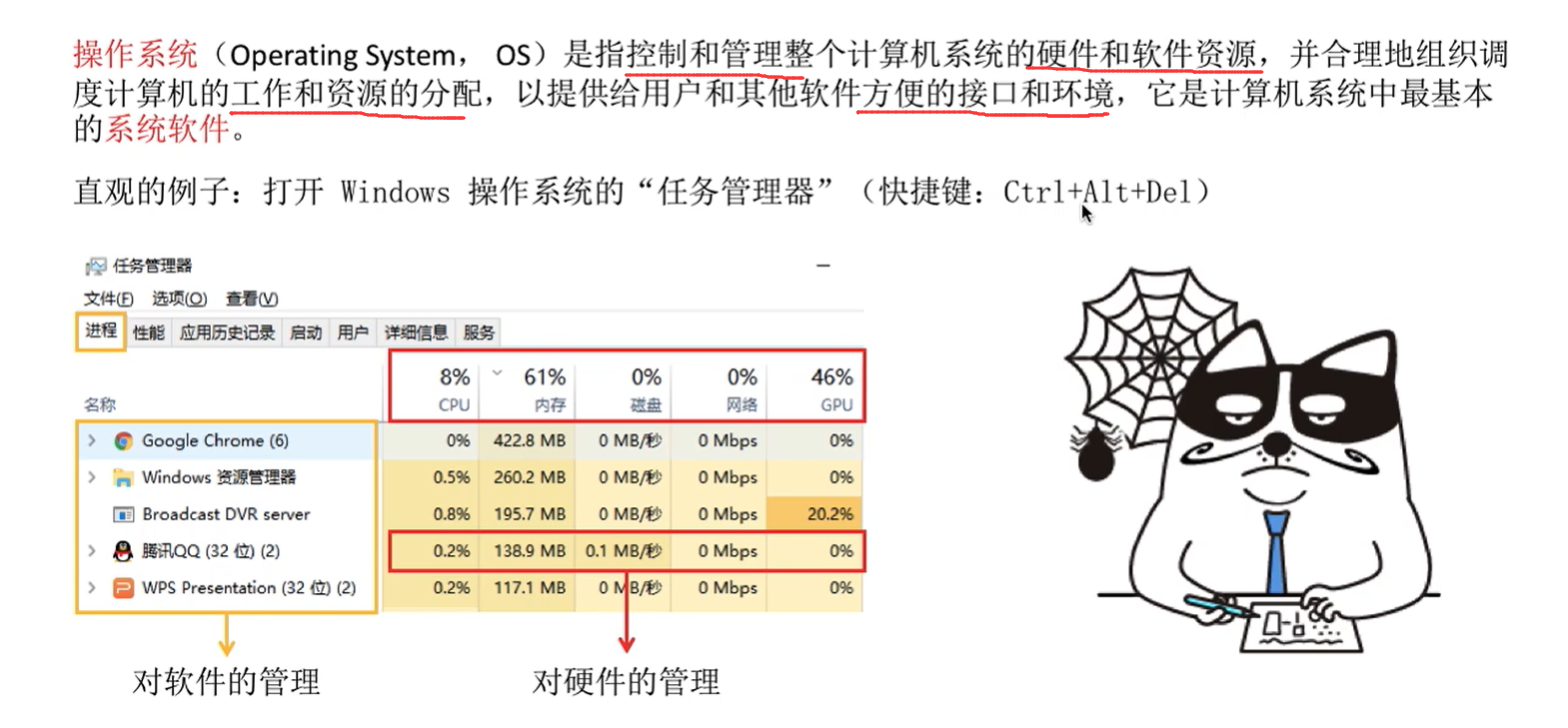 操作系统（Operating System， OS）是指控制和管理整个计算机系统的硬件和软件资源，并合理地组织调
度计算机的工作和资源的分配，以提供给用户和其他软件方便的接口和环境，它是计算机系统中最基本
的系统软件。
直观的例子：打开 Windows 操作系统的“任务管理器”（快捷键：Ctrl+Alt+Del）
任务管理器
文件(F) 选项(O) 查看(V)
进程 性能 应用历史记录 启动 用户 详细信息 服务
8% 61% 0% 0% 46%
名称 CPU 内存 磁盘 网络 GPU
Google Chrome (6) 0% 422.8 MB 0 MB/秒 0 Mbps 0%
Windows 资源管理器 0.5% 260.2 MB 0 MB/秒 0 Mbps 0%
Broadcast DVR server 0.8% 195.7 MB 0 MB/秒 0 Mbps 20.2%
腾讯QQ (32 位) (2) 0.2% 138.9 MB 0.1 MB/秒 0 Mbps 0%
WPS Presentation (32 位) (2) 0.2% 117.1 MB 0 MB/秒 0 Mbps 0%
对软件的管理 对硬件的管理